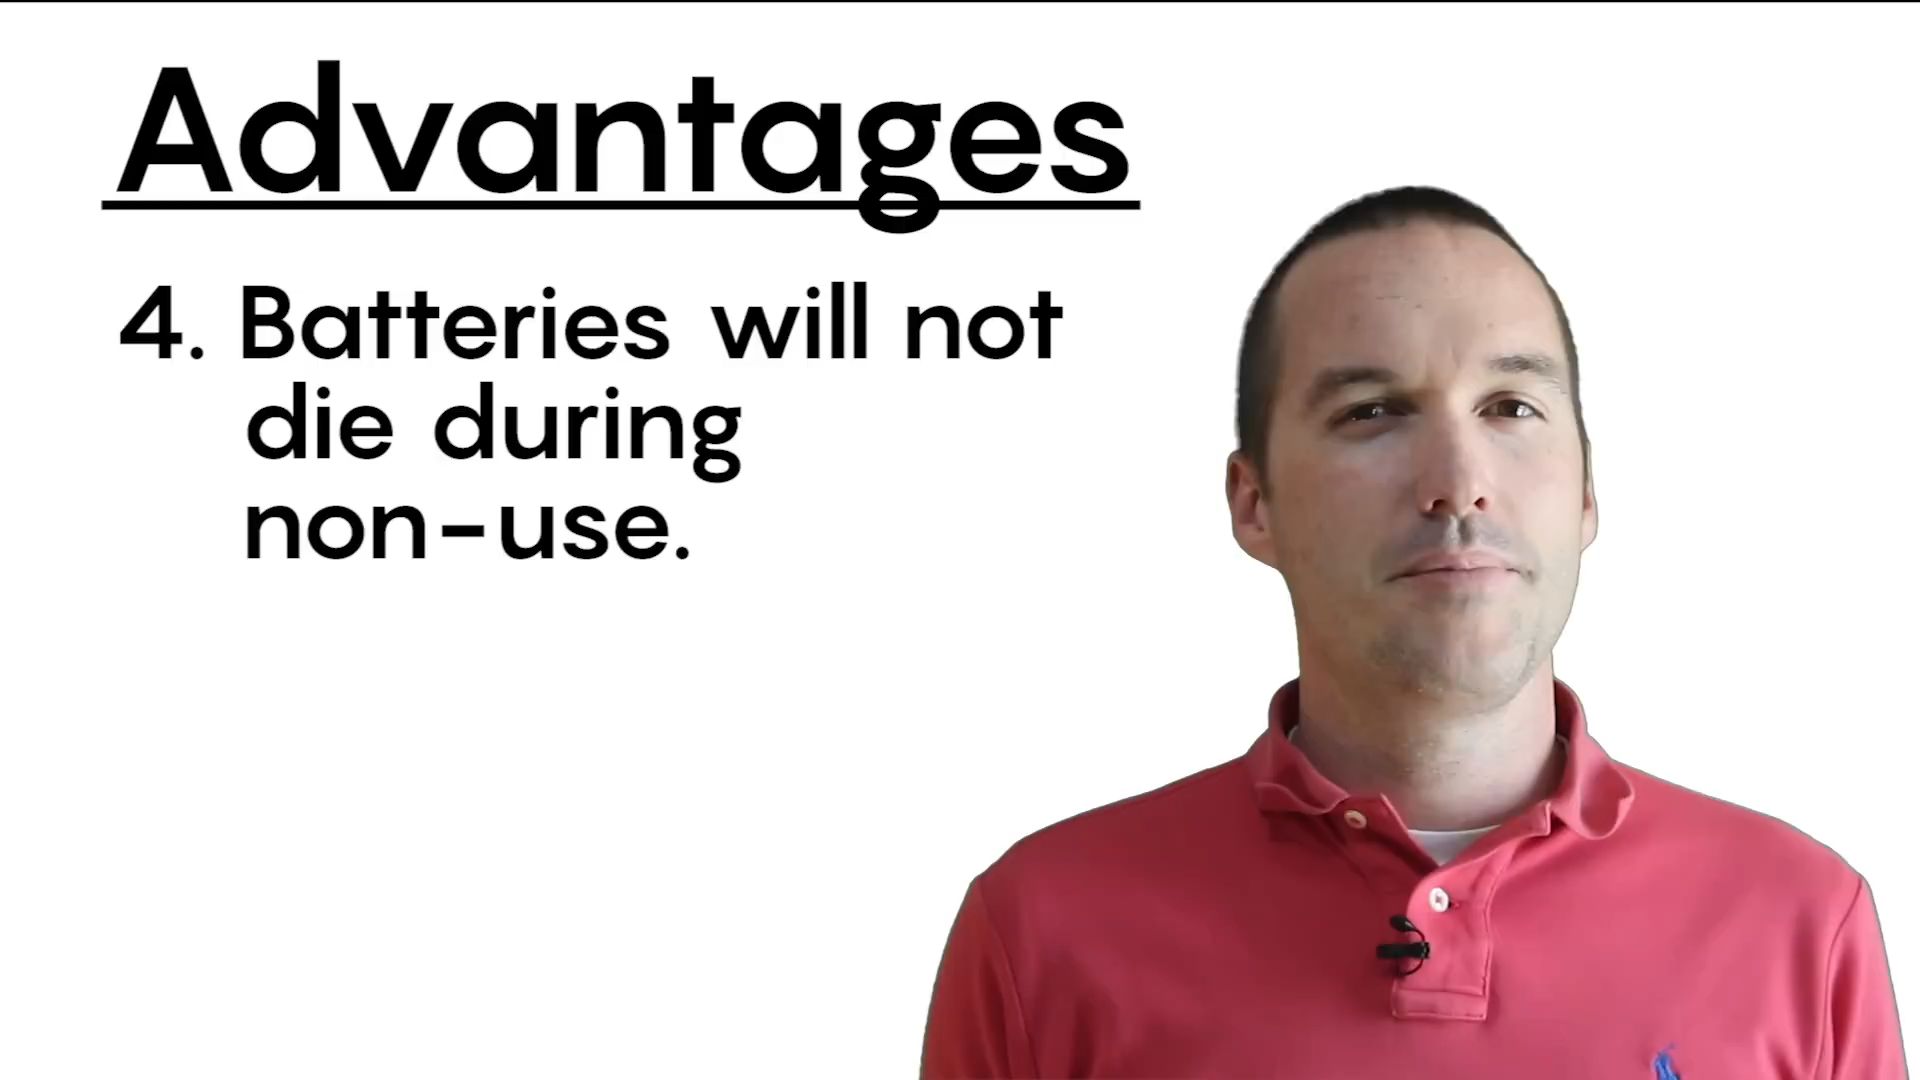 Advantages
4. Batteries will not
die during
non-use.